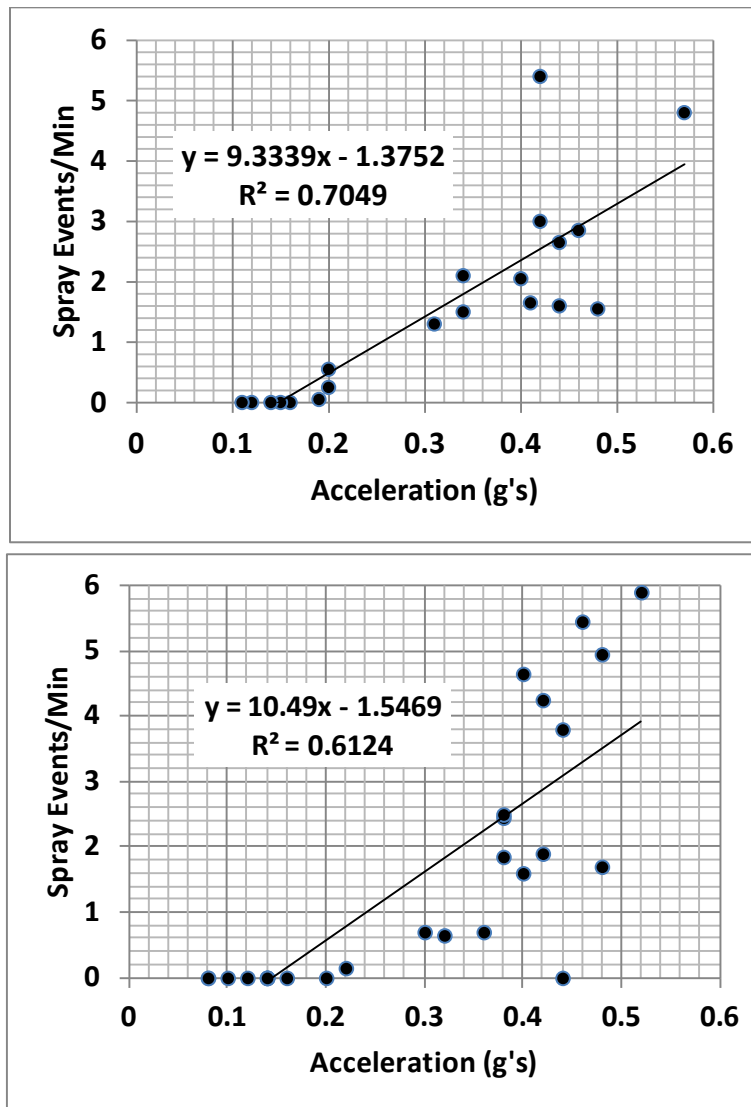 6
5
4
3
2
1
0
Spray Events/Min
y = 9.3339x - 1.3752
R² = 0.7049
0 0.1 0.2 0.3 0.4 0.5 0.6
Acceleration (g's)
6
5
4
3
2
1
0
Spray Events/Min
y = 10.49x - 1.5469
R² = 0.6124
0 0.1 0.2 0.3 0.4 0.5 0.6
Acceleration (g's)